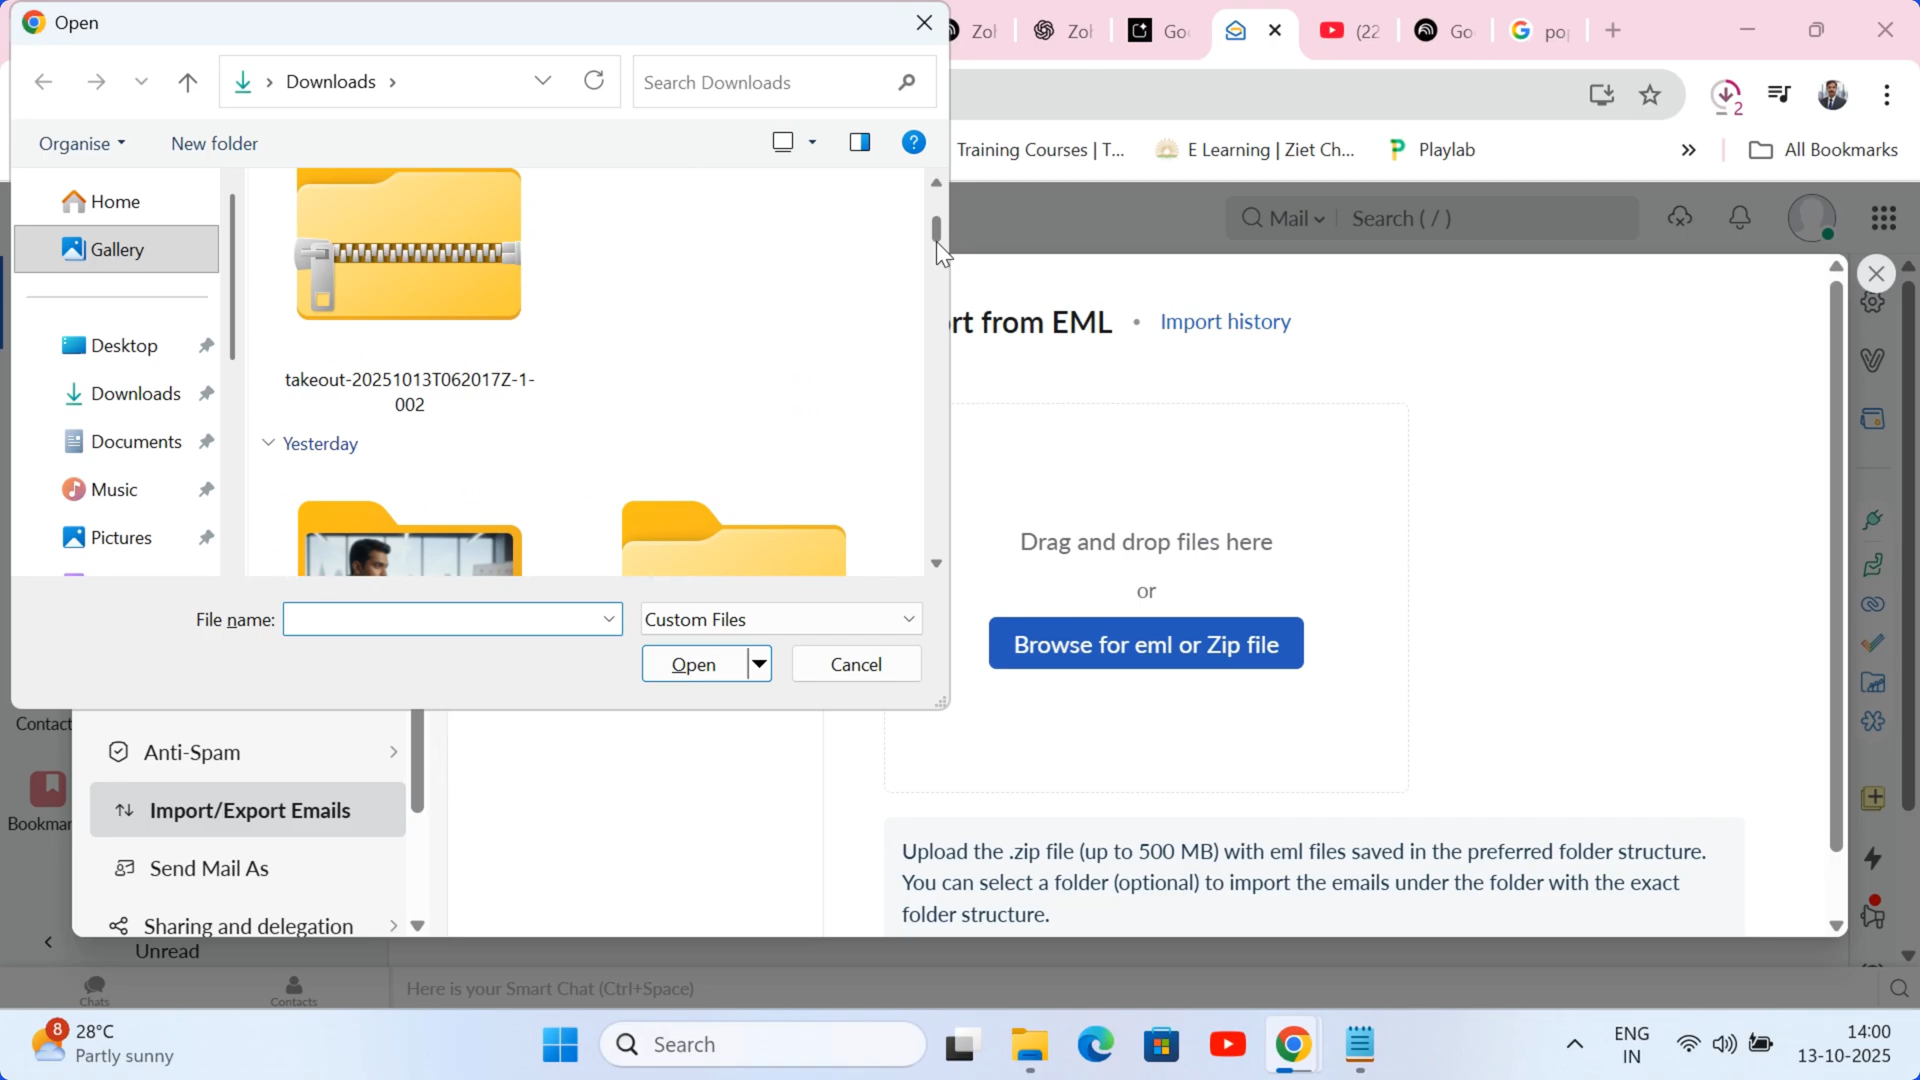 Open
Zoh
Zoh
Goo
(22
Go
pop
Downloads
Search Downloads
2
Organise
New folder
Training Courses | T...
E Learning | Ziet Ch...
Playlab
»
All Bookmarks
Home
Gallery
Desktop
Downloads
Documents
Music
Pictures
takeout-20251013T062017Z-1-
002
Yesterday
File name:
Custom Files
Open
Cancel
Mail
Search ( / )
rt from EML
• Import history
Drag and drop files here
or
Browse for eml or Zip file
Upload the .zip file (up to 500 MB) with eml files saved in the preferred folder structure.
You can select a folder (optional) to import the emails under the folder with the exact
folder structure.
Contact
Bookmar
Anti-Spam
Import/Export Emails
Send Mail As
Sharing and delegation
Unread
Chats
Contacts
Here is your Smart Chat (Ctrl+Space)
8
28°C
Partly sunny
Search
ENG
IN
14:00
13-10-2025